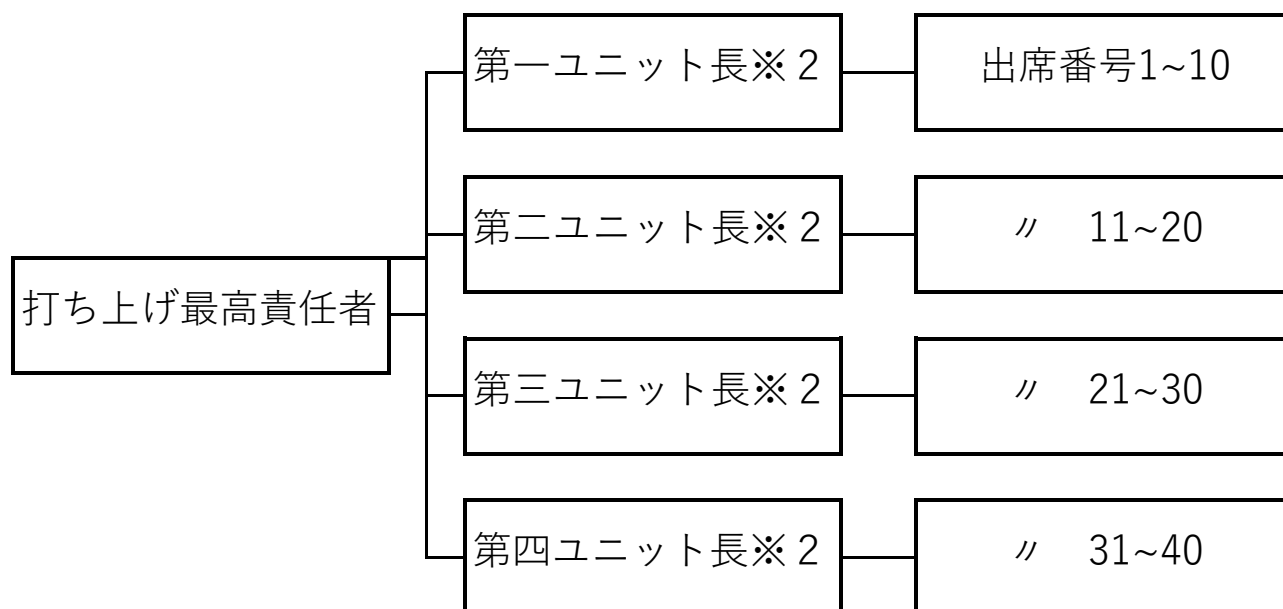 第一ユニット長※２
出席番号1~10
第二ユニット長※２
〃　11~20
打ち上げ最高責任者
第三ユニット長※２
〃　21~30
第四ユニット長※２
〃　31~40